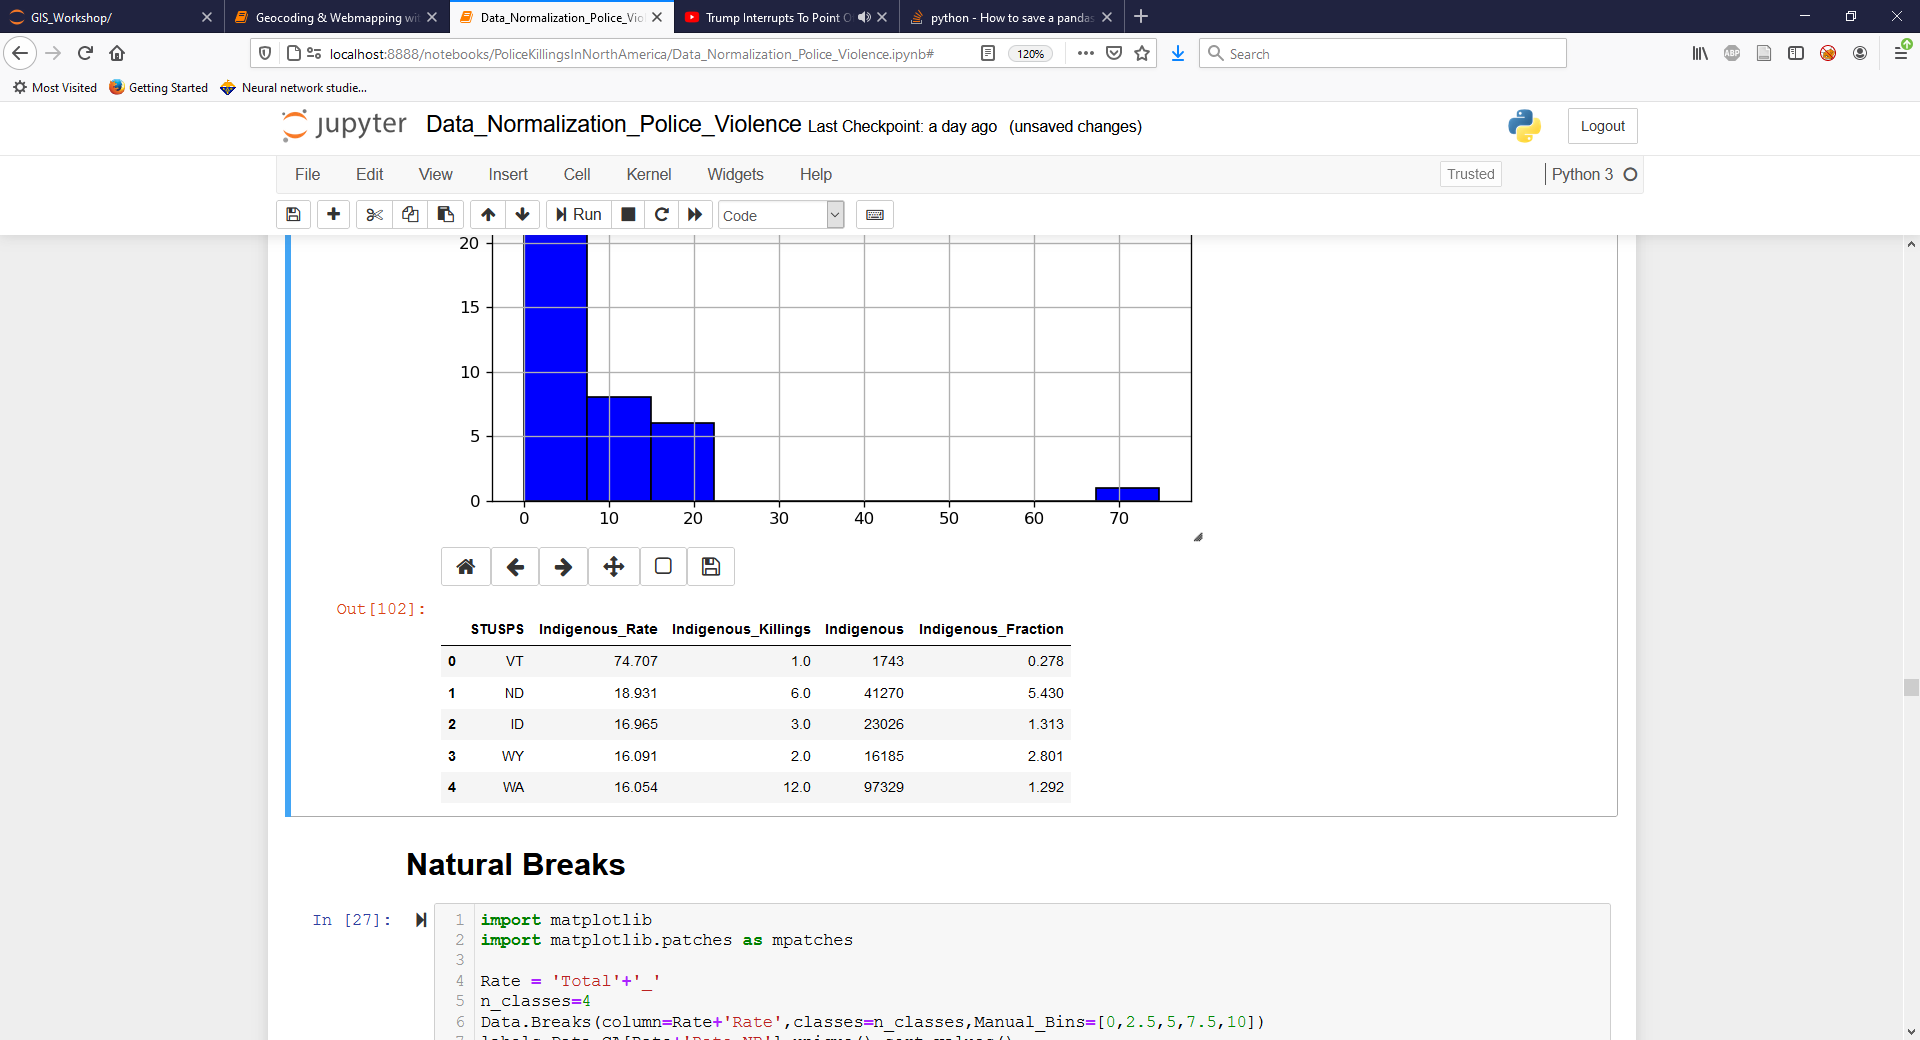 GIS_Workshop/
Geocoding & Webmapping wit
Data_Normalization_Police_Viol
Trump Interrupts To Point O
python - How to save a pandas
localhost:8888/notebooks/PoliceKillingsInNorthAmerica/Data_Normalization_Police_Violence.ipynb#
120%
Search
ABP
Most Visited
Getting Started
Neural network studie...
jupyter Data_Normalization_Police_Violence Last Checkpoint: a day ago (unsaved changes)
Logout
File Edit View Insert Cell Kernel Widgets Help
Trusted
Python 3
Run
Code
20
15
10
5
0
0 10 20 30 40 50 60 70
Out[102]:
STUSPS Indigenous_Rate Indigenous_Killings Indigenous Indigenous_Fraction
0 VT 74.707 1.0 1743 0.278
1 ND 18.931 6.0 41270 5.430
2 ID 16.965 3.0 23026 1.313
3 WY 16.091 2.0 16185 2.801
4 WA 16.054 12.0 97329 1.292
Natural Breaks
In [27]:
1 import matplotlib
2 import matplotlib.patches as mpatches
3
4 Rate = 'Total'+'_'
5 n_classes=4
6 Data.Breaks(column=Rate+'Rate',classes=n_classes,Manual_Bins=[0,2.5,5,7.5,10])